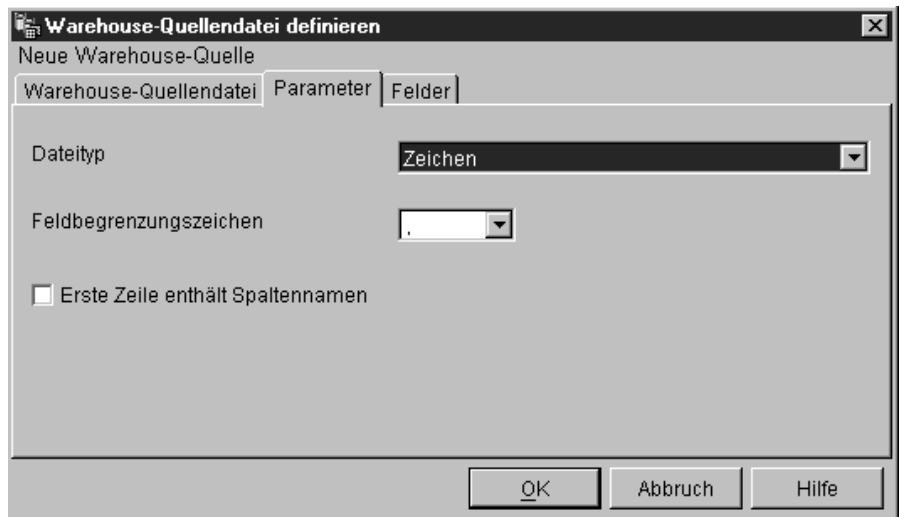 Warehouse-Quellendatei definieren
Neue Warehouse-Quelle
Warehouse-Quellendatei Parameter Felder
Dateityp Zeichen
Feldbegrenzungszeichen ,
Erste Zeile enthält Spaltennamen
OK Abbruch Hilfe